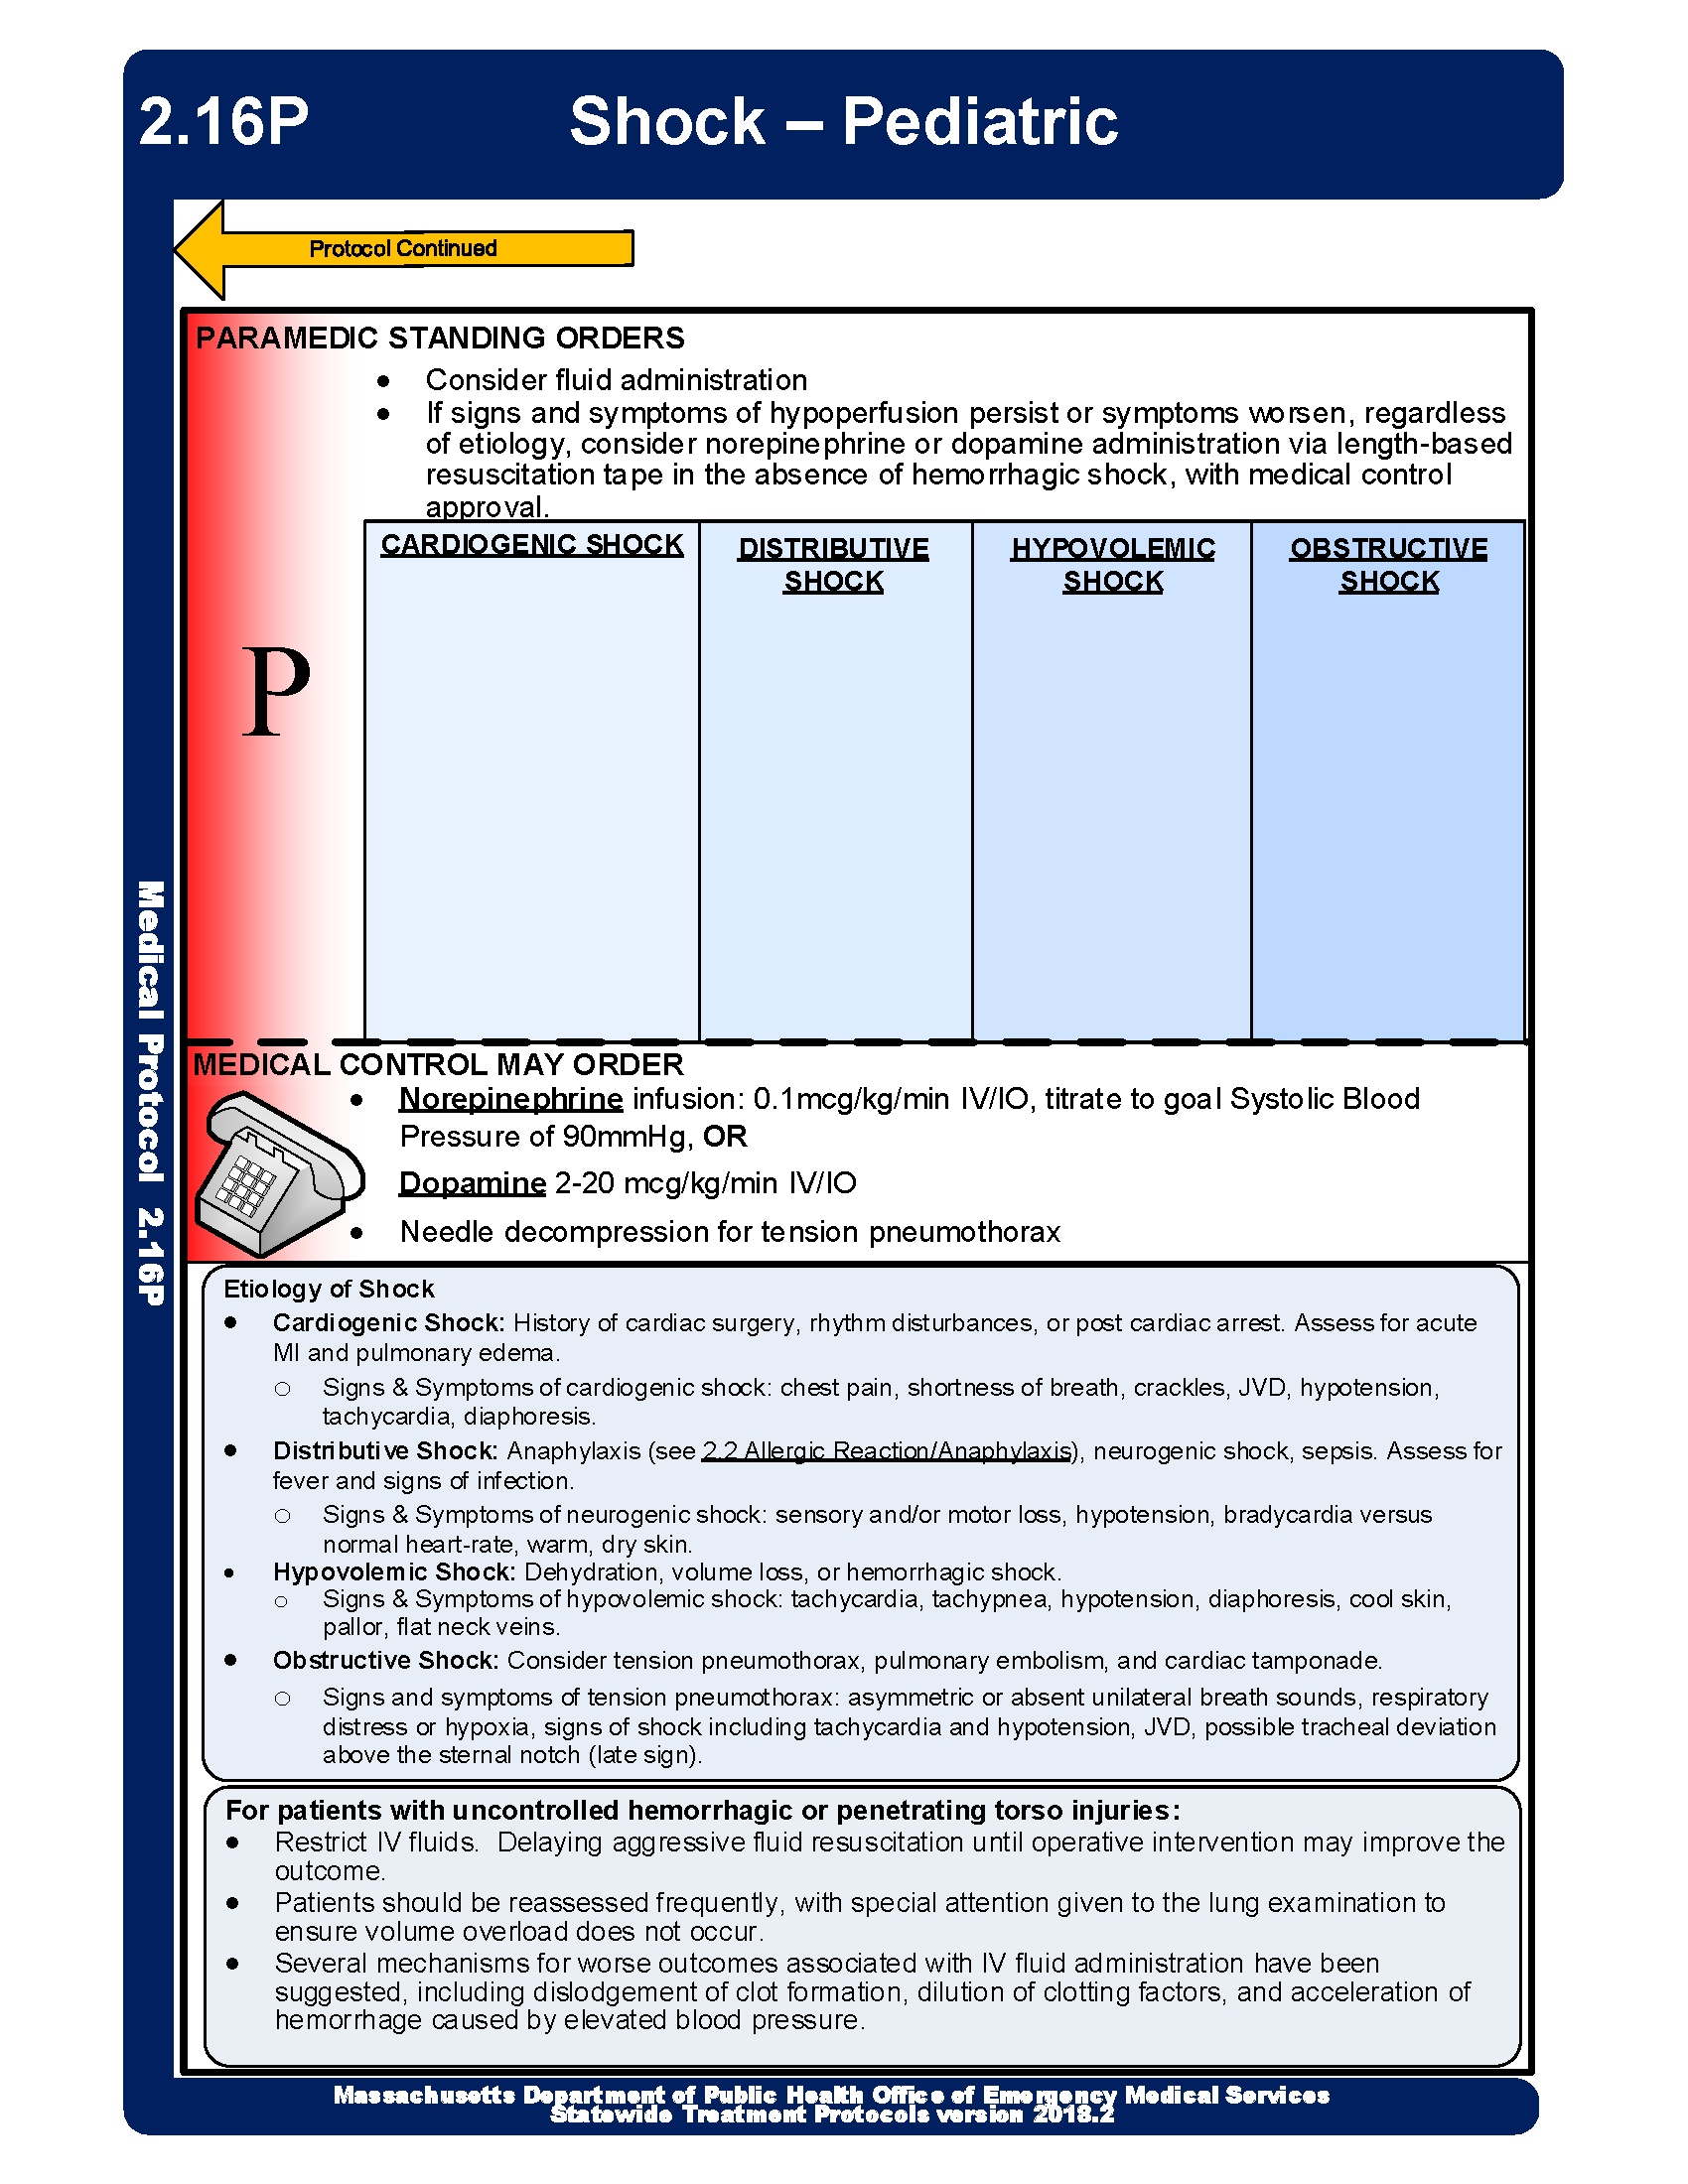 2.16P Shock – Pediatric
Protocol Continued
PARAMEDIC STANDING ORDERS
● Consider fluid administration
● If signs and symptoms of hypoperfusion persist or symptoms worsen, regardless
of etiology, consider norepinephrine or dopamine administration via length-based
resuscitation tape in the absence of hemorrhagic shock, with medical control
approval.
CARDIOGENIC SHOCK
DISTRIBUTIVE
SHOCK
HYPOVOLEMIC
SHOCK
OBSTRUCTIVE
SHOCK
P
MEDICAL CONTROL MAY ORDER
● Norepinephrine infusion: 0.1mcg/kg/min IV/IO, titrate to goal Systolic Blood
Pressure of 90mmHg, OR
Dopamine 2-20 mcg/kg/min IV/IO
● Needle decompression for tension pneumothorax
Etiology of Shock
● Cardiogenic Shock: History of cardiac surgery, rhythm disturbances, or post cardiac arrest. Assess for acute
MI and pulmonary edema.
○ Signs & Symptoms of cardiogenic shock: chest pain, shortness of breath, crackles, JVD, hypotension,
tachycardia, diaphoresis.
● Distributive Shock: Anaphylaxis (see 2.2 Allergic Reaction/Anaphylaxis), neurogenic shock, sepsis. Assess for
fever and signs of infection.
○ Signs & Symptoms of neurogenic shock: sensory and/or motor loss, hypotension, bradycardia versus
normal heart-rate, warm, dry skin.
● Hypovolemic Shock: Dehydration, volume loss, or hemorrhagic shock.
○ Signs & Symptoms of hypovolemic shock: tachycardia, tachypnea, hypotension, diaphoresis, cool skin,
pallor, flat neck veins.
● Obstructive Shock: Consider tension pneumothorax, pulmonary embolism, and cardiac tamponade.
○ Signs and symptoms of tension pneumothorax: asymmetric or absent unilateral breath sounds, respiratory
distress or hypoxia, signs of shock including tachycardia and hypotension, JVD, possible tracheal deviation
above the sternal notch (late sign).
For patients with uncontrolled hemorrhagic or penetrating torso injuries:
● Restrict IV fluids. Delaying aggressive fluid resuscitation until operative intervention may improve the
outcome.
● Patients should be reassessed frequently, with special attention given to the lung examination to
ensure volume overload does not occur.
● Several mechanisms for worse outcomes associated with IV fluid administration have been
suggested, including dislodgement of clot formation, dilution of clotting factors, and acceleration of
hemorrhage caused by elevated blood pressure.
Medical Protocol 2.16P
Massachusetts Department of Public Health Office of Emergency Medical Services
Statewide Treatment Protocols version 2018.2